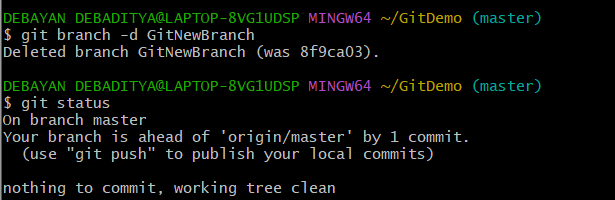 DEBAYAN DEBADITYA@LAPTOP-8VG1UDSP MINGW64 ~/GitDemo (master)
$ git branch -d GitNewBranch
Deleted branch GitNewBranch (was 8f9ca03).
DEBAYAN DEBADITYA@LAPTOP-8VG1UDSP MINGW64 ~/GitDemo (master)
$ git status
On branch master
Your branch is ahead of 'origin/master' by 1 commit.
(use "git push" to publish your local commits)
nothing to commit, working tree clean